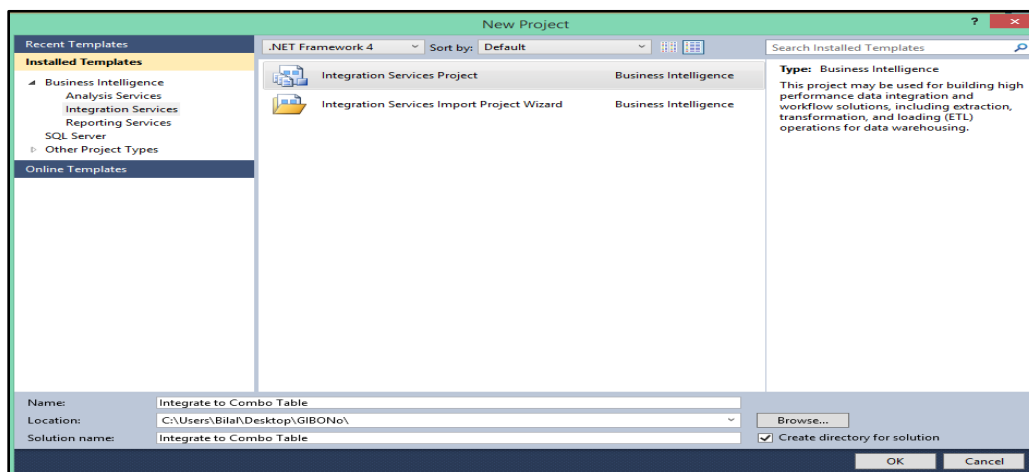 New Project
?
Recent Templates
Installed Templates
Business Intelligence
Analysis Services
Integration Services
Reporting Services
SQL Server
Other Project Types
Online Templates
.NET Framework 4
Sort by: Default
Integration Services Project Business Intelligence
Integration Services Import Project Wizard Business Intelligence
Search Installed Templates
Type: Business Intelligence
This project may be used for building high
performance data integration and
workflow solutions, including extraction,
transformation, and loading (ETL)
operations for data warehousing.
Name: Integrate to Combo Table
Location: C:\Users\Bilal\Desktop\GIBONo\
Browse...
Solution name: Integrate to Combo Table
Create directory for solution
OK Cancel